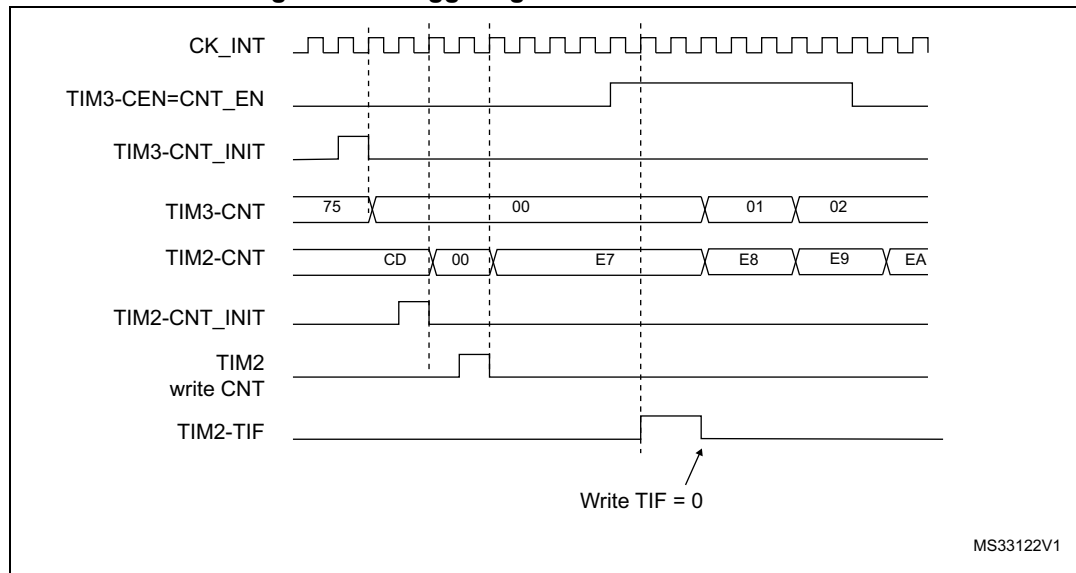 CK_INT
TIM3-CEN=CNT_EN
TIM3-CNT_INIT
TIM3-CNT 75 00 01 02
TIM2-CNT CD 00 E7 E8 E9 EA
TIM2-CNT_INIT
TIM2
write CNT
TIM2-TIF
Write TIF = 0
MS33122V1